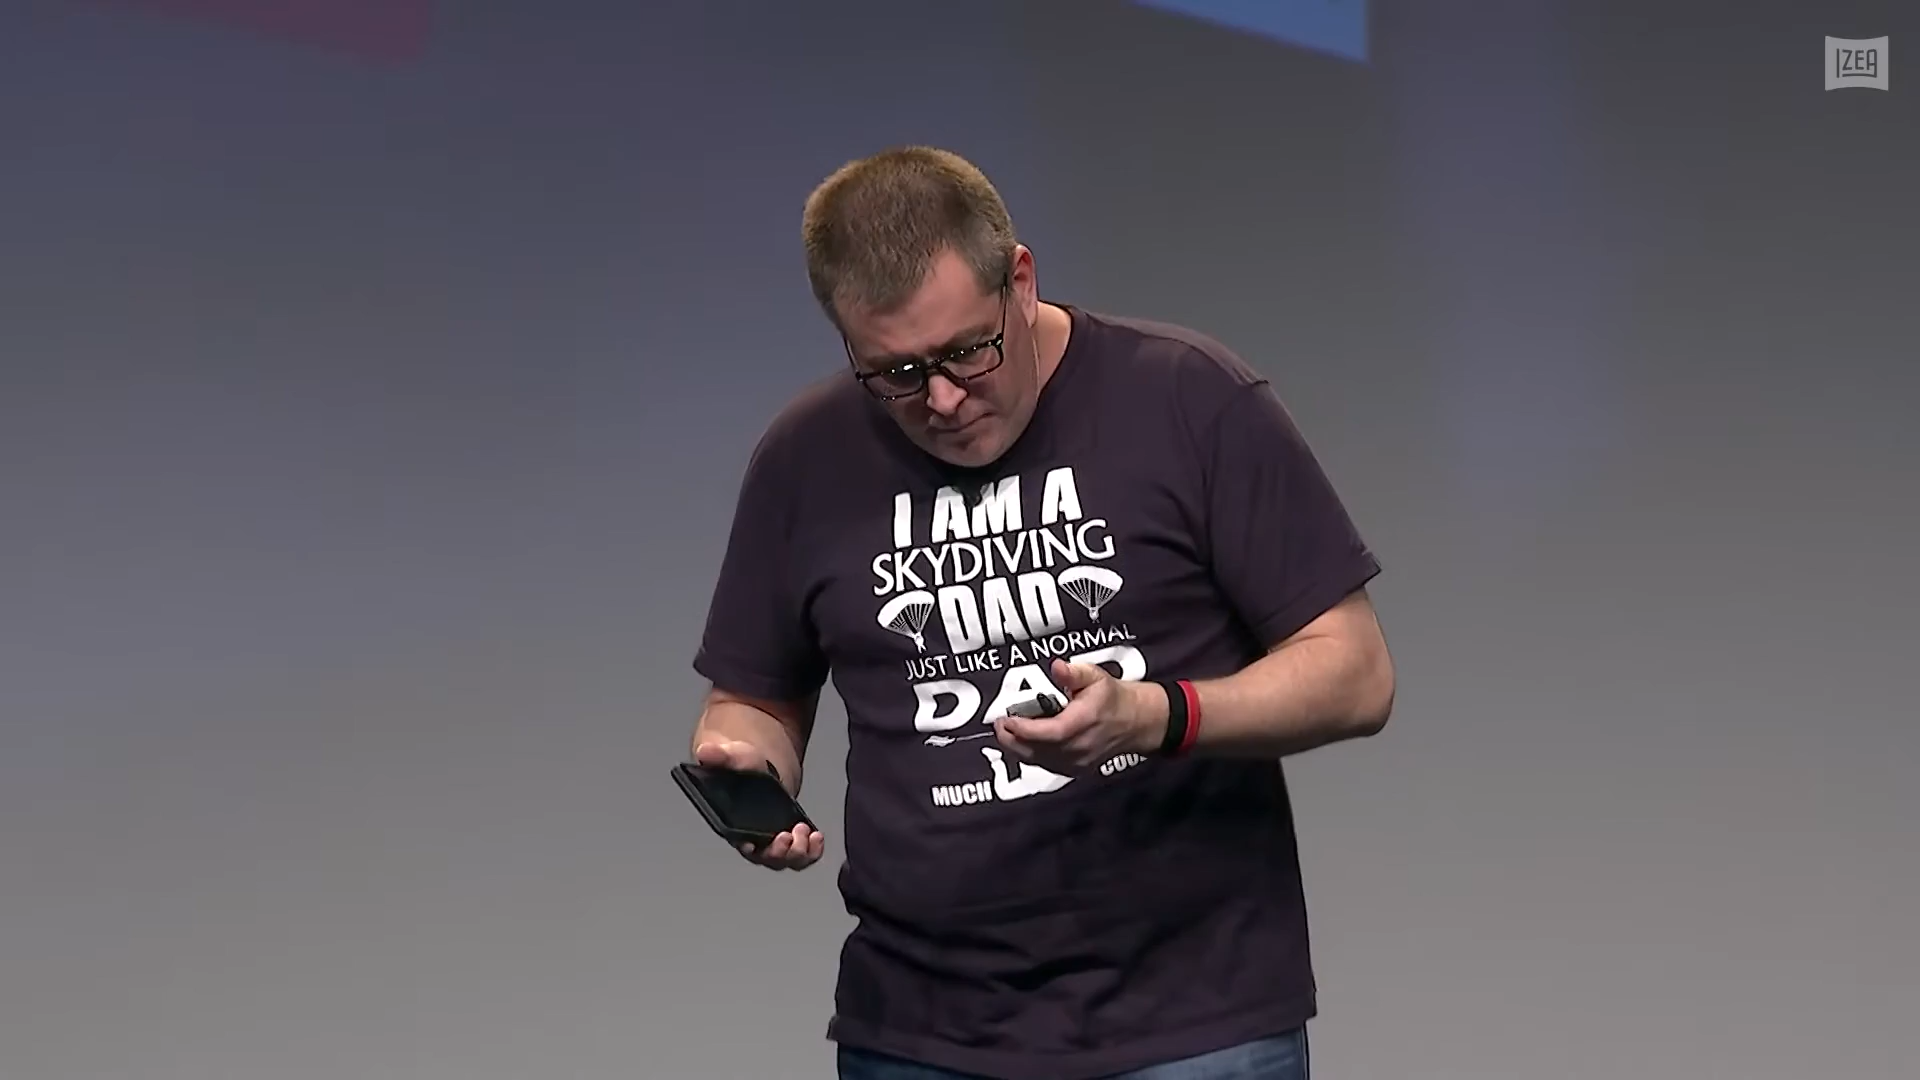 IZEA
I AM A
SKYDIVING
DAD
JUST LIKE A NORMAL
DAD
MUCH